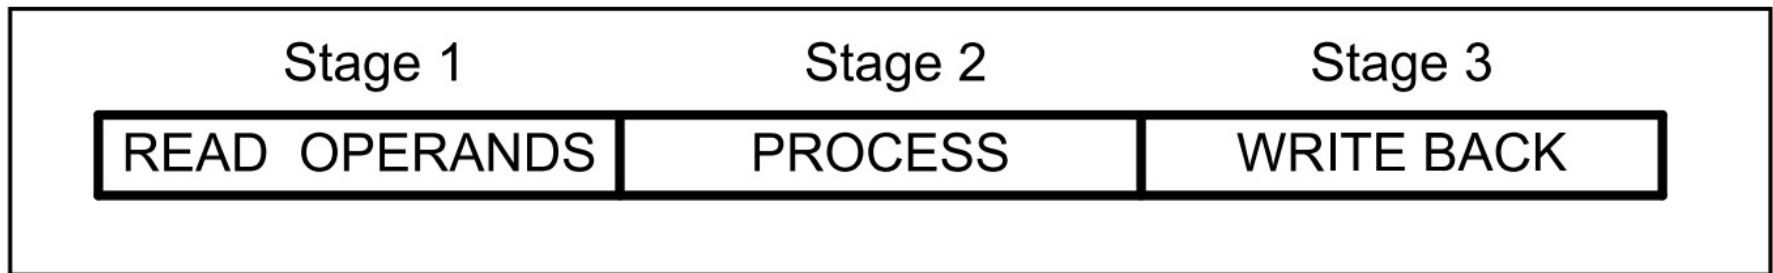 Stage 1 Stage 2 Stage 3
READ OPERANDS PROCESS WRITE BACK